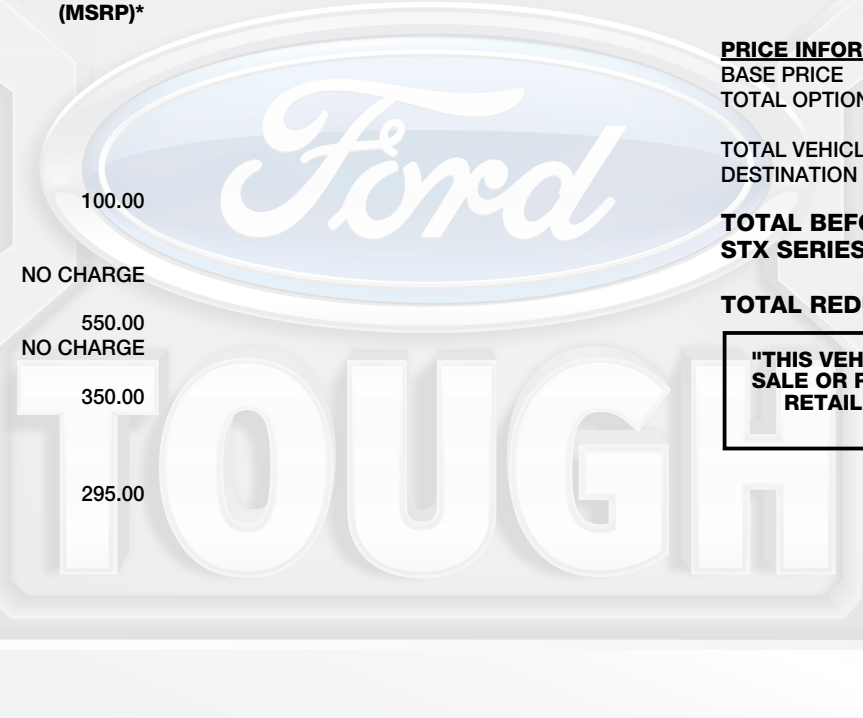 (MSRP)*
100.00
NO CHARGE
550.00
NO CHARGE
350.00
295.00
PRICE INFOR
BASE PRICE
TOTAL OPTION
TOTAL VEHICL
DESTINATION
TOTAL BEFO
STX SERIES
TOTAL RED
"THIS VEH
SALE OR F
RETAIL
Ford
TOUGH